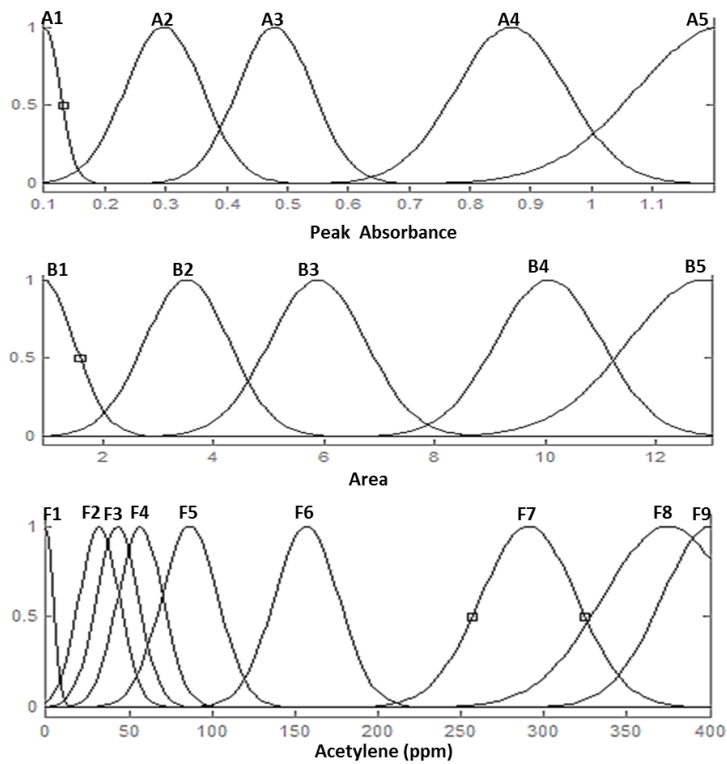 A1 A2 A3 A4 A5
1
0.5
0
0.1 0.2 0.3 0.4 0.5 0.6 0.7 0.8 0.9 1 1.1
Peak Absorbance
B1 B2 B3 B4 B5
1
0.5
0
2 4 6 8 10 12
Area
F1 F2 F3 F4 F5 F6 F7 F8 F9
1
0.5
0
0 50 100 150 200 250 300 350 400
Acetylene (ppm)